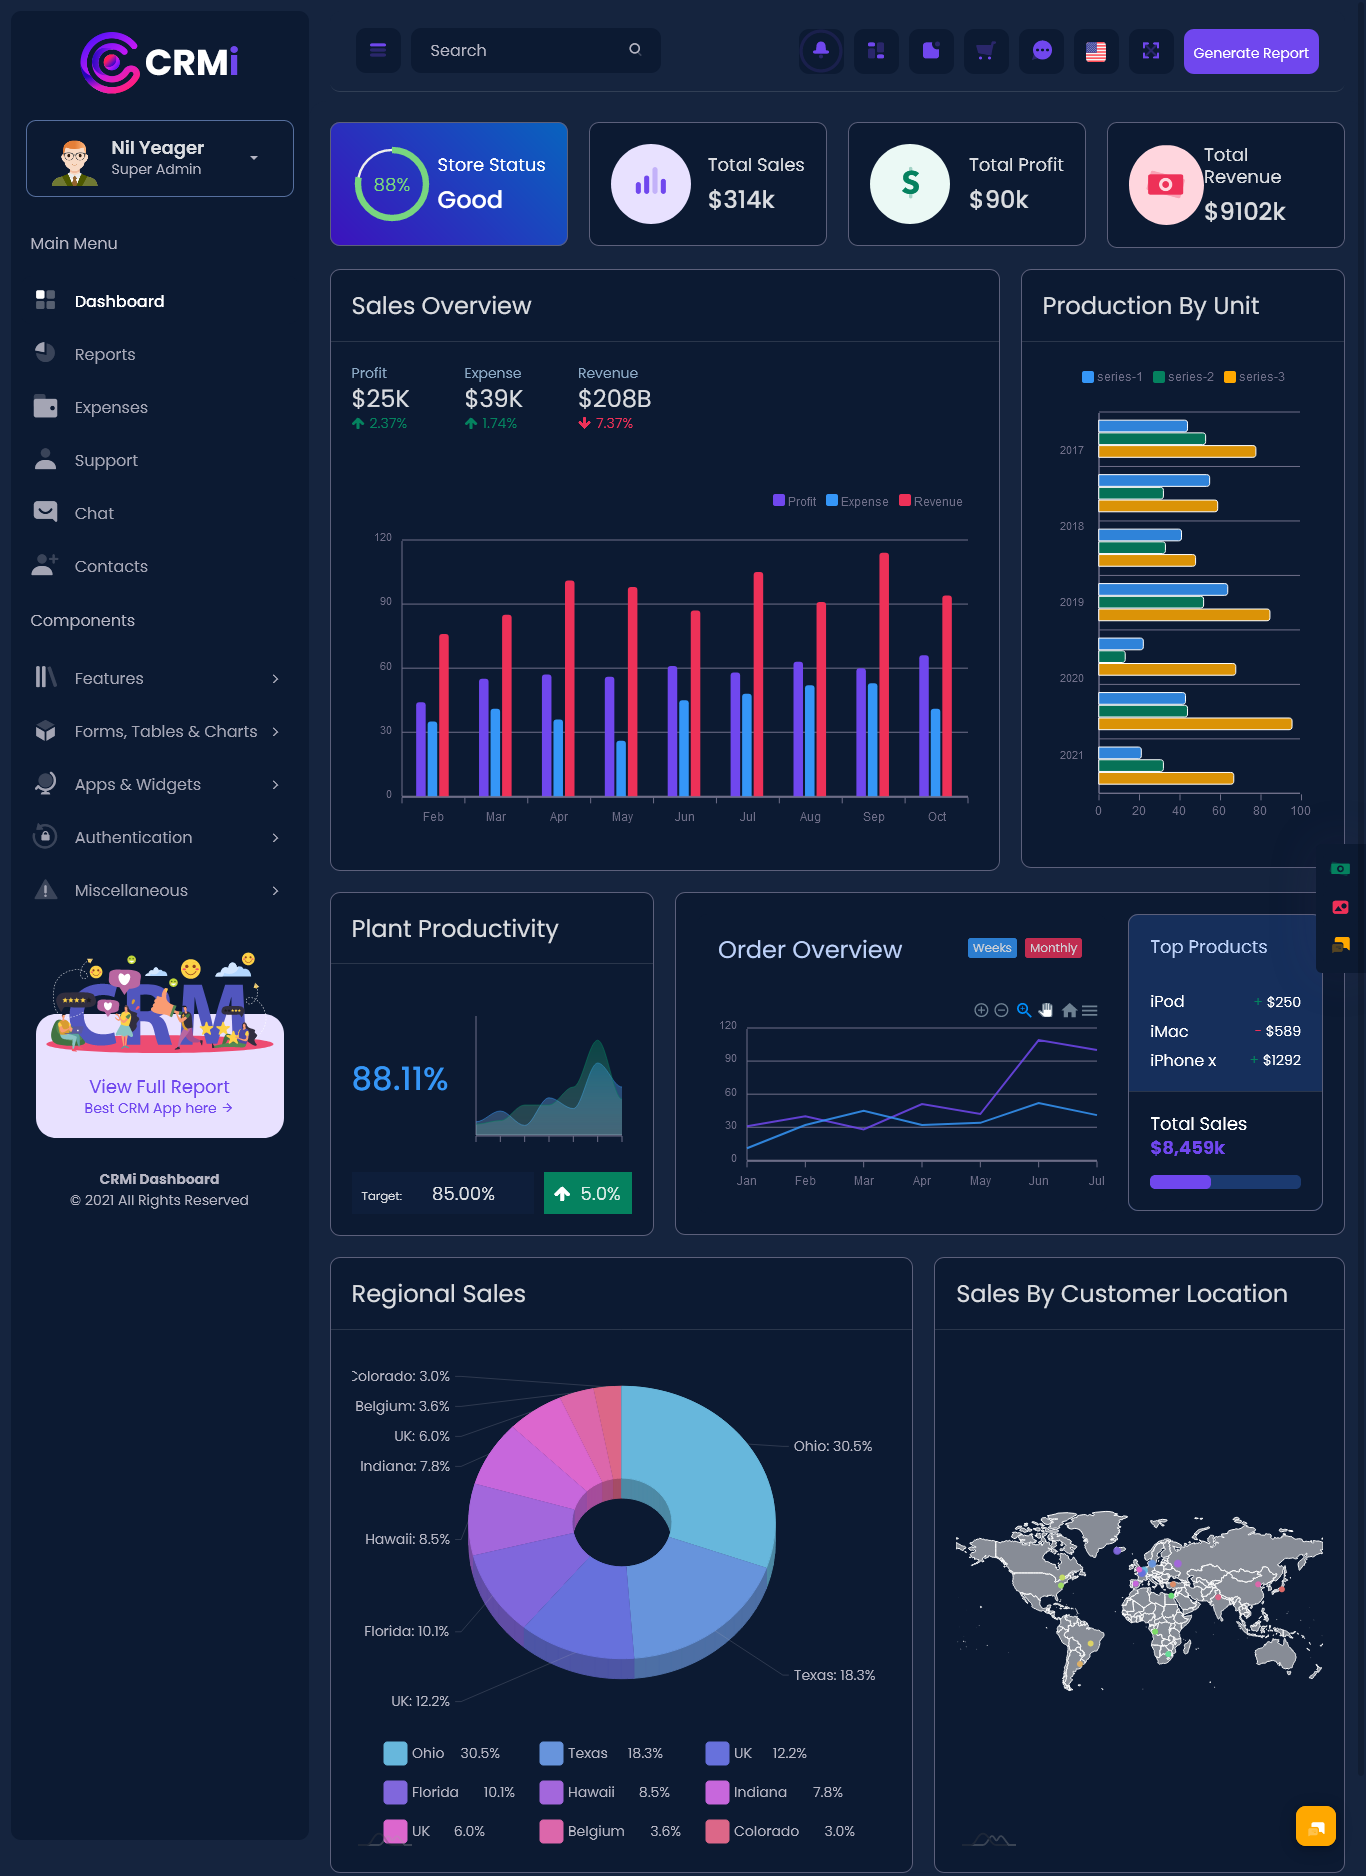 CRMi
Search
Generate Report
Nil Yeager
Super Admin
Main Menu
Dashboard
Reports
Expenses
Support
Chat
Contacts
Components
Features
Forms, Tables & Charts
Apps & Widgets
Authentication
Miscellaneous
CRM
View Full Report
Best CRM App here
CRMi Dashboard
© 2021 All Rights Reserved
88%
Store Status
Good
Total Sales
$314k
$
Total Profit
$90k
Total
Revenue
$9102k
Sales Overview
Profit
$25K
2.37%
Expense
$39K
1.74%
Revenue
$208B
7.37%
Profit Expense Revenue
120
90
60
30
0
Feb Mar Apr May Jun Jul Aug Sep Oct
Production By Unit
series-1 series-2 series-3
2017
2018
2019
2020
2021
0 20 40 60 80 100
Plant Productivity
88.11%
Target: 85.00% 5.0%
Order Overview
Weeks Monthly
120
90
60
30
0
Jan Feb Mar Apr May Jun Jul
Top Products
iPod + $250
iMac - $589
iPhone x + $1292
Total Sales
$8,459k
Regional Sales
Colorado: 3.0%
Belgium: 3.6%
UK: 6.0%
Indiana: 7.8%
Hawaii: 8.5%
Florida: 10.1%
UK: 12.2%
Ohio: 30.5%
Texas: 18.3%
Ohio 30.5% Texas 18.3% UK 12.2%
Florida 10.1% Hawaii 8.5% Indiana 7.8%
UK 6.0% Belgium 3.6% Colorado 3.0%
Sales By Customer Location